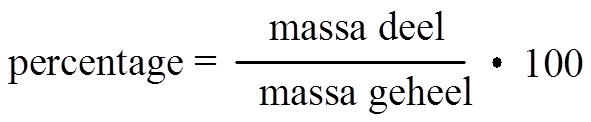 massa deel
percentage = ———— • 100
massa geheel